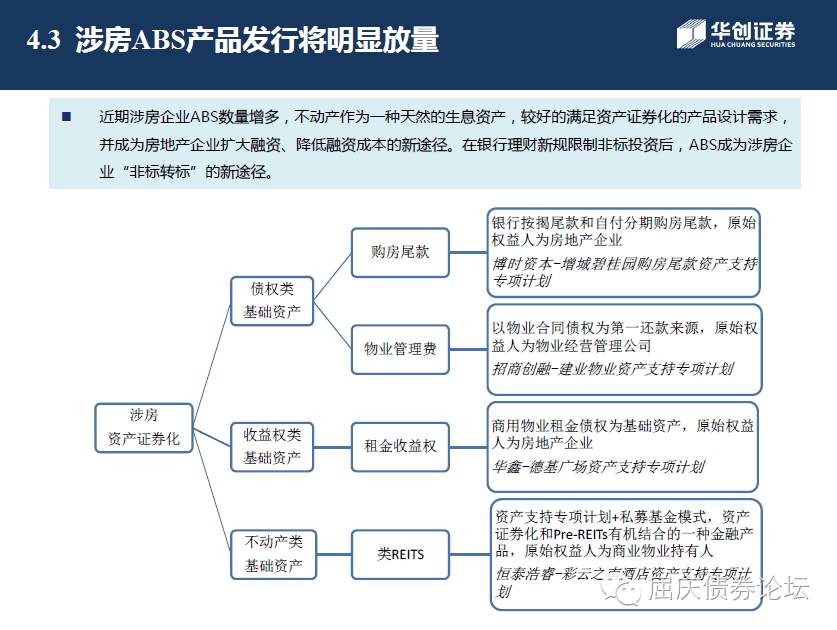 4.3 涉房ABS产品发行将明显放量
华创证券
HUA CHUANG SECURITIES
近期涉房企业ABS数量增多，不动产作为一种天然的生息资产，较好的满足资产证券化的产品设计需求，
并成为房地产企业扩大融资、降低融资成本的新途径。在银行理财新规限制非标投资后，ABS成为涉房企
业“非标转标”的新途径。
涉房
资产证券化
债权类
基础资产
购房尾款
银行按揭尾款和自付分期购房尾款，原始
权益人为房地产企业
博时资本-增城碧桂园购房尾款资产支持
专项计划
物业管理费
以物业合同债权为第一还款来源，原始权
益人为物业经营管理公司
招商创融-建业物业资产支持专项计划
收益权类
基础资产
租金收益权
商用物业租金债权为基础资产，原始权益
人为房地产企业
华鑫-德基广场资产支持专项计划
不动产类
基础资产
类REITS
资产支持专项计划+私募基金模式，资产
证券化和Pre-REITs有机结合的一种金融产
品，原始权益人为商业物业持有人
恒泰浩睿-彩云之南酒店资产支持专项计
划
屈庆债券论坛